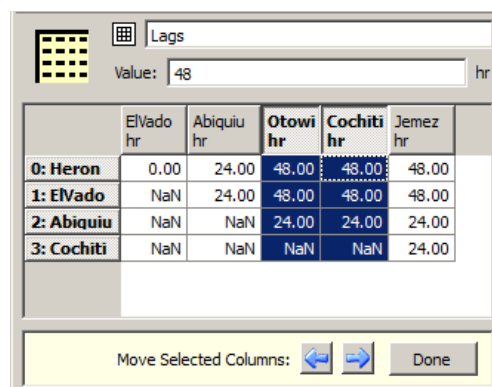 Lags
Value: 48 hr
ElVado Abiquiu Otowi Cochiti Jemez
hr hr hr hr hr
0: Heron 0.00 24.00 48.00 48.00 48.00
1: ElVado NaN 24.00 48.00 48.00 48.00
2: Abiquiu NaN NaN 24.00 24.00 24.00
3: Cochiti NaN NaN NaN NaN 24.00
Move Selected Columns: Done